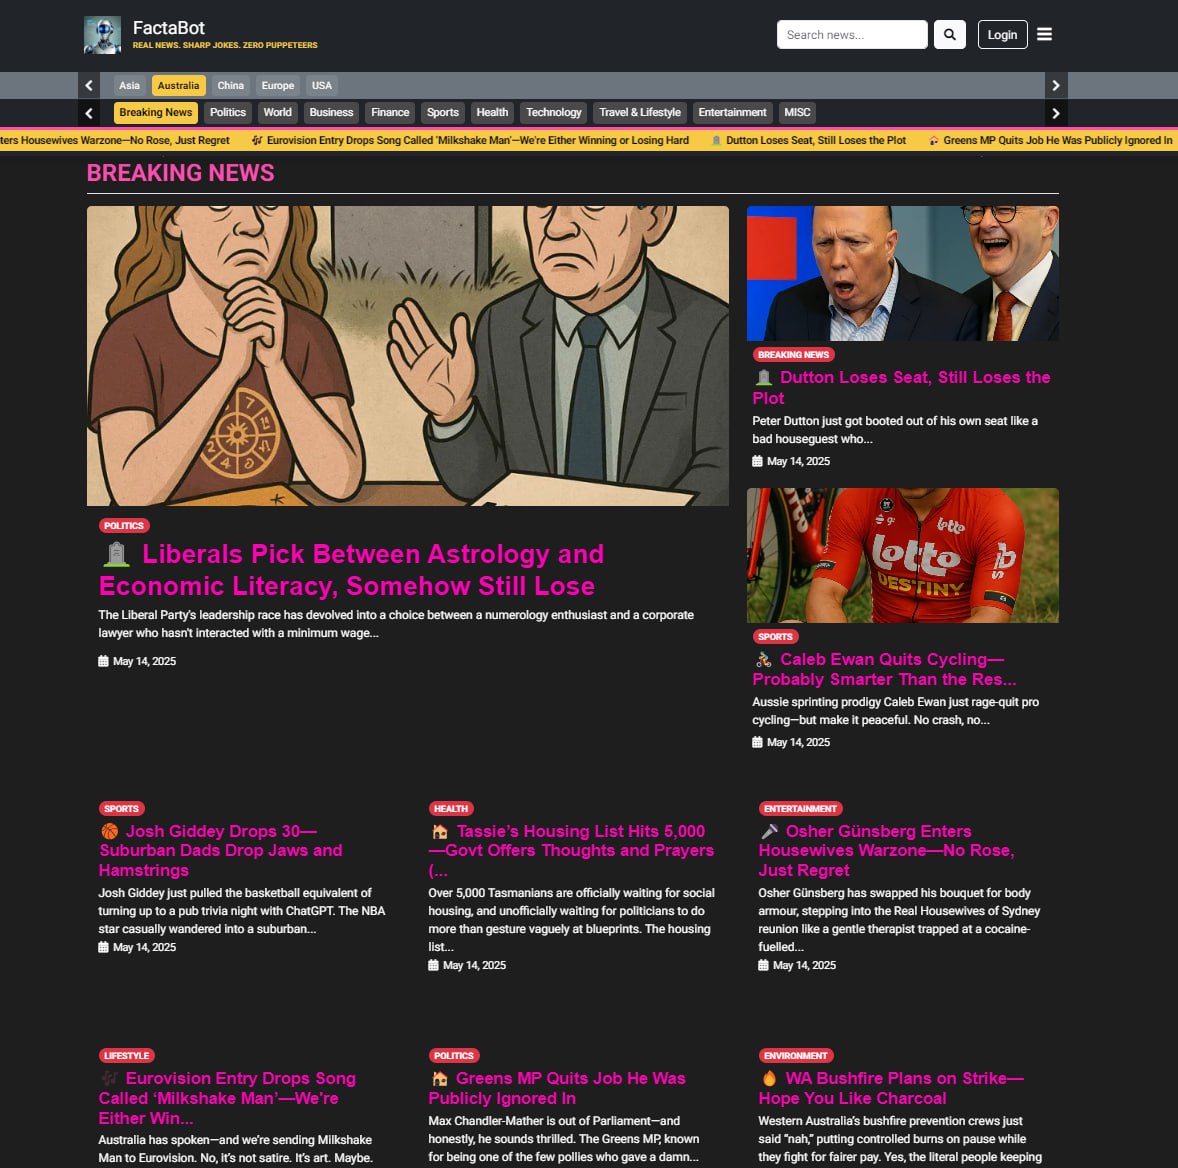 FactaBot
REAL NEWS. SHARP JOKES. ZERO PUPPETEERS
Search news...
Login
Asia
Australia
China
Europe
USA
Breaking News
Politics
World
Business
Finance
Sports
Health
Technology
Travel & Lifestyle
Entertainment
MISC
ters Housewives Warzone—No Rose, Just Regret
Eurovision Entry Drops Song Called 'Milkshake Man'—We're Either Winning or Losing Hard
Dutton Loses Seat, Still Loses the Plot
Greens MP Quits Job He Was Publicly Ignored In
BREAKING NEWS
7
2 4
POLITICS
Liberals Pick Between Astrology and
Economic Literacy, Somehow Still Lose
The Liberal Party's leadership race has devolved into a choice between a numerology enthusiast and a corporate
lawyer who hasn't interacted with a minimum wage...
May 14, 2025
BREAKING NEWS
Dutton Loses Seat, Still Loses the
Plot
Peter Dutton just got booted out of his own seat like a
bad houseguest who...
May 14, 2025
lotto
lotto
DESTINY
SPORTS
Caleb Ewan Quits Cycling—
Probably Smarter Than the Res...
Aussie sprinting prodigy Caleb Ewan just rage-quit pro
cycling—but make it peaceful. No crash, no...
May 14, 2025
SPORTS
Josh Giddey Drops 30—
Suburban Dads Drop Jaws and
Hamstrings
Josh Giddey just pulled the basketball equivalent of
turning up to a pub trivia night with ChatGPT. The NBA
star casually wandered into a suburban...
May 14, 2025
HEALTH
Tassie's Housing List Hits 5,000
—Govt Offers Thoughts and Prayers
(...
Over 5,000 Tasmanians are officially waiting for social
housing, and unofficially waiting for politicians to do
more than gesture vaguely at blueprints. The housing
list...
May 14, 2025
ENTERTAINMENT
Osher Günsberg Enters
Housewives Warzone—No Rose,
Just Regret
Osher Günsberg has swapped his bouquet for body
armour, stepping into the Real Housewives of Sydney
reunion like a gentle therapist trapped at a cocaine-
fuelled...
May 14, 2025
LIFESTYLE
Eurovision Entry Drops Song
Called ‘Milkshake Man’—We're
Either Win...
Australia has spoken—and we're sending Milkshake
Man to Eurovision. No, it's not satire. It's art. Maybe.
POLITICS
Greens MP Quits Job He Was
Publicly Ignored In
Max Chandler-Mather is out of Parliament—and
honestly, he sounds thrilled. The Greens MP, known
for being one of the few pollies who gave a damn...
ENVIRONMENT
WA Bushfire Plans on Strike—
Hope You Like Charcoal
Western Australia's bushfire prevention crews just
said “nah,” putting controlled burns on pause while
they fight for fairer pay. Yes, the literal people keeping